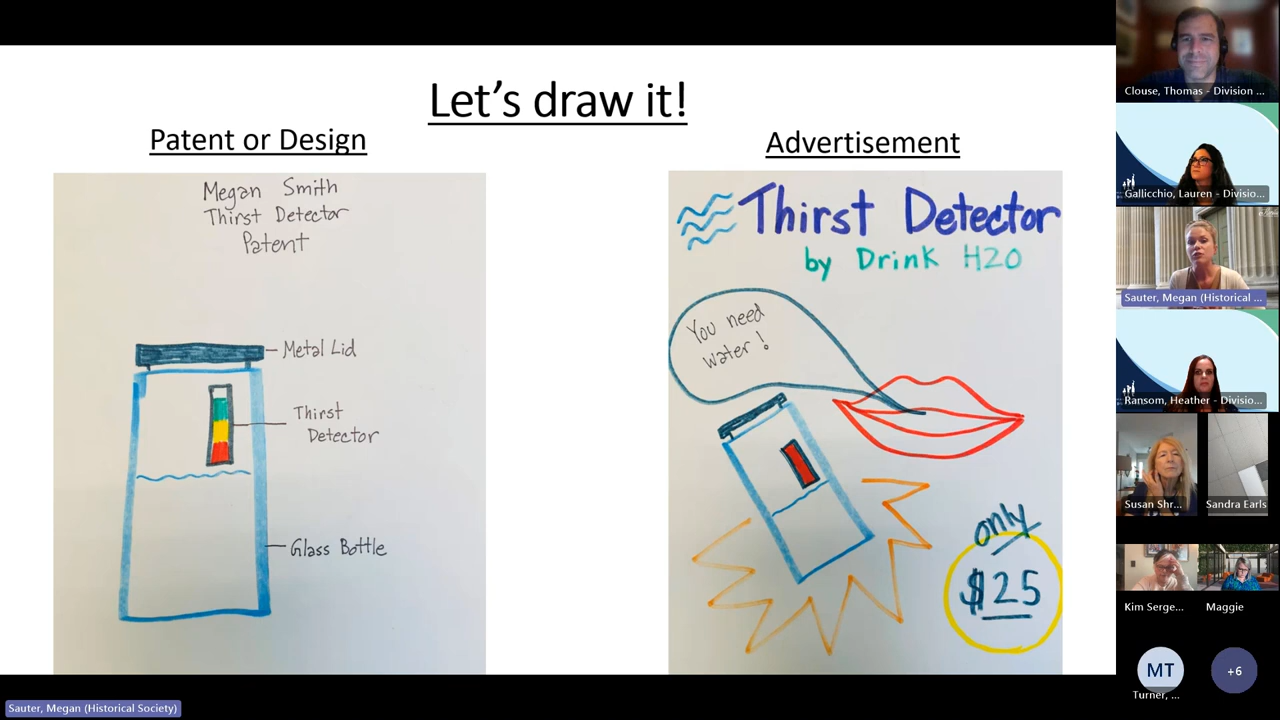 Let's draw it!
Patent or Design
Advertisement
Megan Smith
Thirst Detector
Patent
Metal Lid
Thirst
Detector
Glass Bottle
Thirst Detector
by Drink H2O
You need
water!
only
$25
Clouse, Thomas - Division ...
Gallicchio, Lauren - Divisio...
Sauter, Megan (Historical ...
Ransom, Heather - Divisio...
Susan Shr...
Sandra Earls
Kim Serge...
Maggie
MT
Turner, ...
+6
Sauter, Megan (Historical Society)